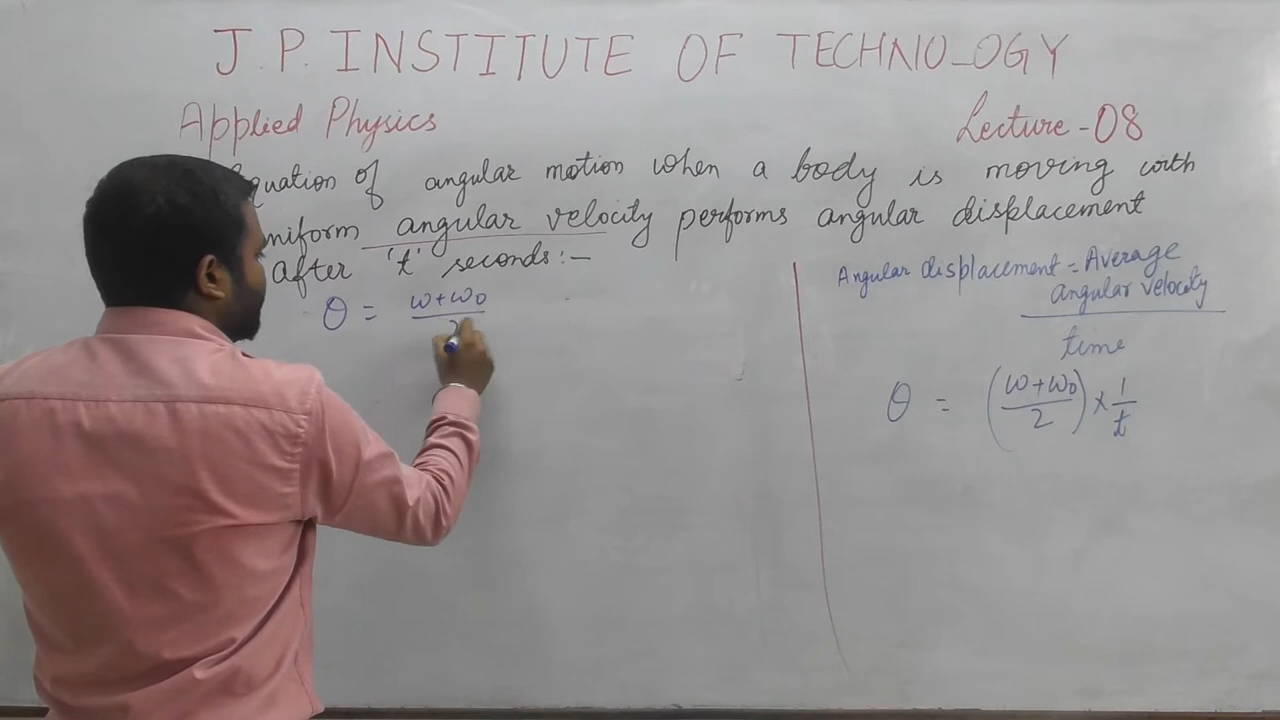 J.P. INSTITUTE OF TECHNOLOGY
Applied Physics
Lecture-08
quation of angular motion when a body is moving with
niform angular velocity performs angular displacement
after 't' seconds:-
θ = ω+ω₀
Angular displacement = Average
angular velocity
time
θ = (ω+ω₀/2) × 1/t